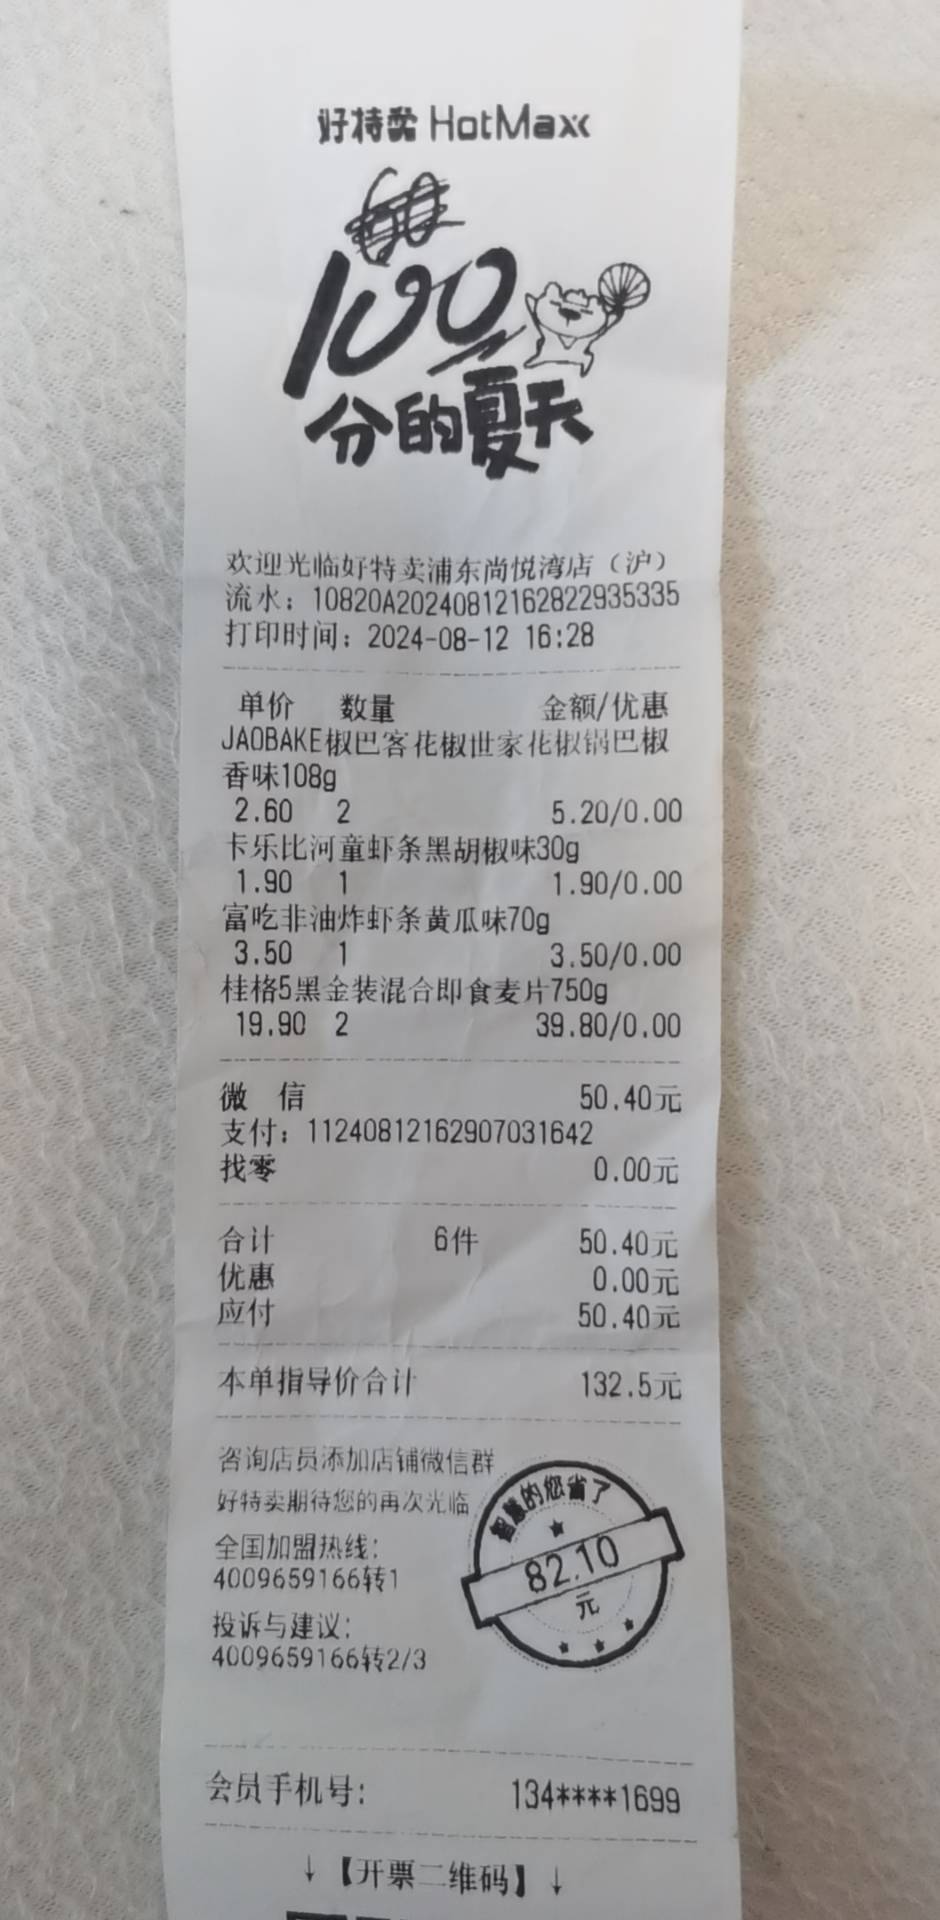 好特卖 HotMaxx
100
分的夏天
欢迎光临好特卖浦东尚悦湾店（沪）
流水：10820A20240812162822935335
打印时间：2024-08-12 16:28
单价 数量 金额/优惠
JAOBAKE椒巴客花椒世家花椒锅巴椒
香味108g
2.60 2 5.20/0.00
卡乐比河童虾条黑胡椒味30g
1.90 1 1.90/0.00
富吃非油炸虾条黄瓜味70g
3.50 1 3.50/0.00
桂格5黑金装混合即食麦片750g
19.90 2 39.80/0.00
微 信 50.40元
支付：11240812162907031642
找零 0.00元
合计 6件 50.40元
优惠 0.00元
应付 50.40元
本单指导价合计 132.5元
咨询店员添加店铺微信群
好特卖期待您的再次光临
全国加盟热线：
4009659166转1
投诉与建议：
4009659166转2/3
智慧的您省了
82.10
元
会员手机号： 134****1699
↓【开票二维码】↓